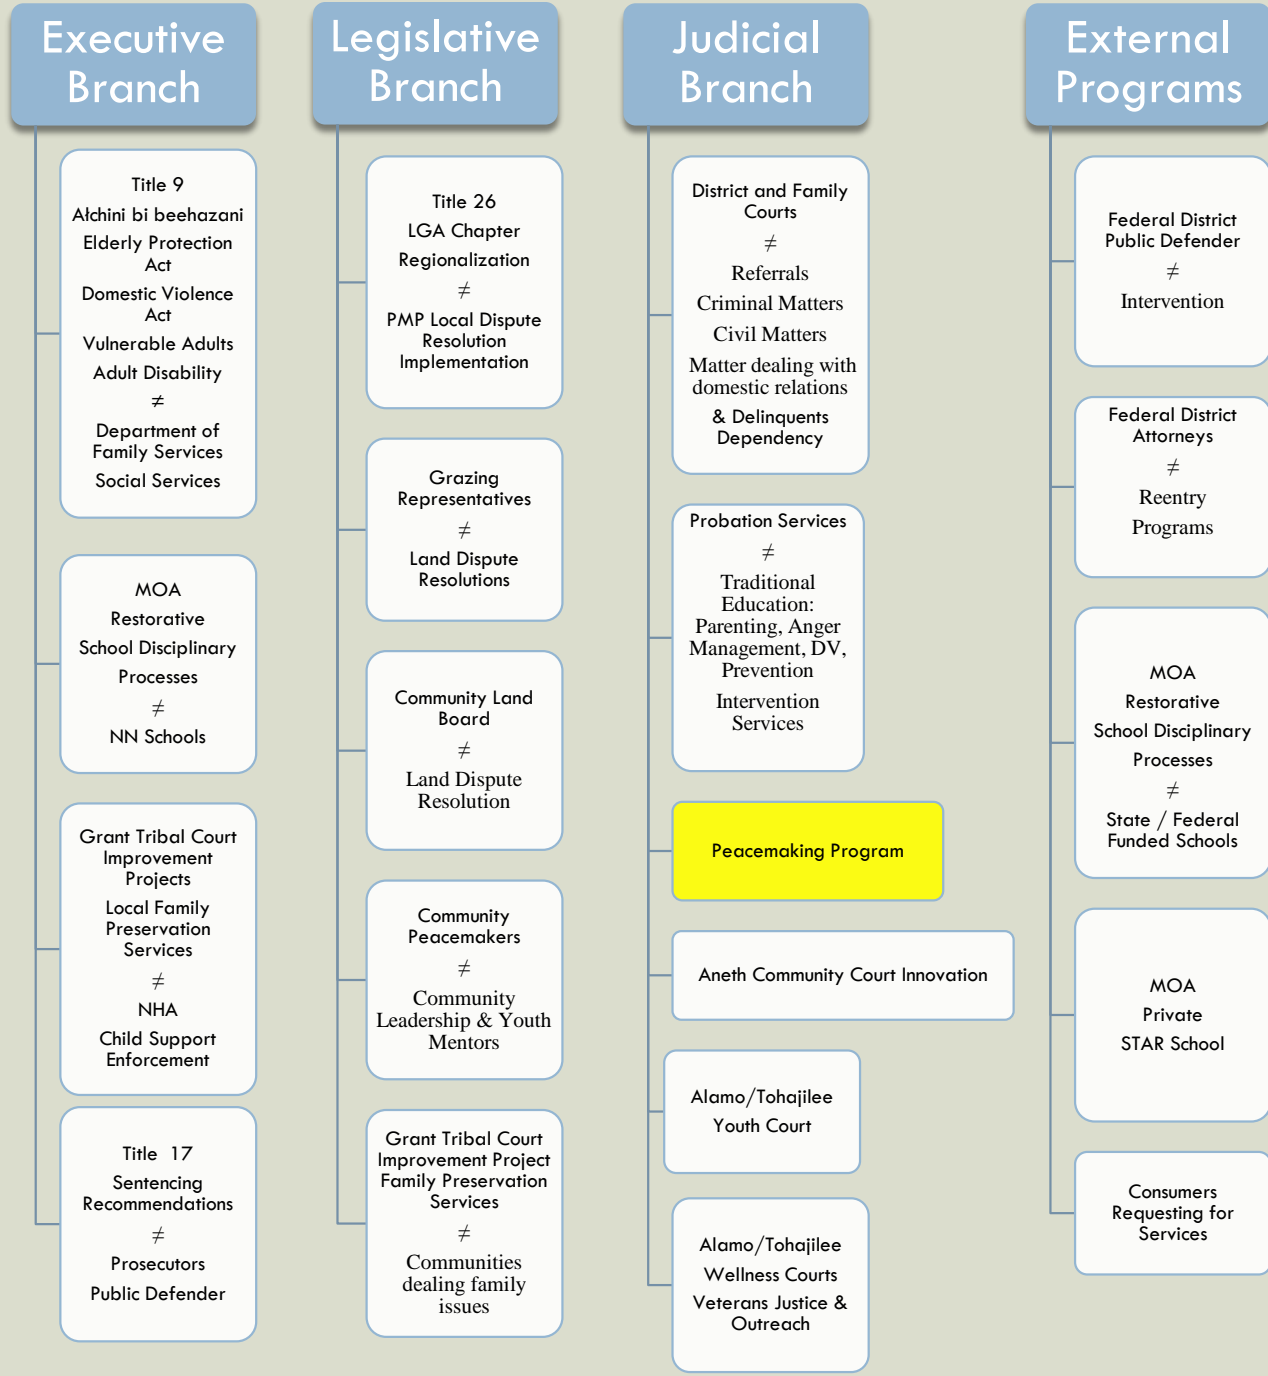 Executive
Branch
Title 9
Ałchini bi beehazani
Elderly Protection
Act
Domestic Violence
Act
Vulnerable Adults
Adult Disability
≠
Department of
Family Services
Social Services
MOA
Restorative
School Disciplinary
Processes
≠
NN Schools
Grant Tribal Court
Improvement
Projects
Local Family
Preservation
Services
≠
NHA
Child Support
Enforcement
Title 17
Sentencing
Recommendations
≠
Prosecutors
Public Defender
Legislative
Branch
Title 26
LGA Chapter
Regionalization
≠
PMP Local Dispute
Resolution
Implementation
Grazing
Representatives
≠
Land Dispute
Resolutions
Community Land
Board
≠
Land Dispute
Resolution
Community
Peacemakers
≠
Community
Leadership & Youth
Mentors
Grant Tribal Court
Improvement Project
Family Preservation
Services
≠
Communities
dealing family
issues
Judicial
Branch
District and Family
Courts
≠
Referrals
Criminal Matters
Civil Matters
Matter dealing with
domestic relations
& Delinquents
Dependency
Probation Services
≠
Traditional
Education:
Parenting, Anger
Management, DV,
Prevention
Intervention
Services
Peacemaking Program
Aneth Community Court Innovation
Alamo/Tohajilee
Youth Court
Alamo/Tohajilee
Wellness Courts
Veterans Justice &
Outreach
External
Programs
Federal District
Public Defender
≠
Intervention
Federal District
Attorneys
≠
Reentry
Programs
MOA
Restorative
School Disciplinary
Processes
≠
State / Federal
Funded Schools
MOA
Private
STAR School
Consumers
Requesting for
Services